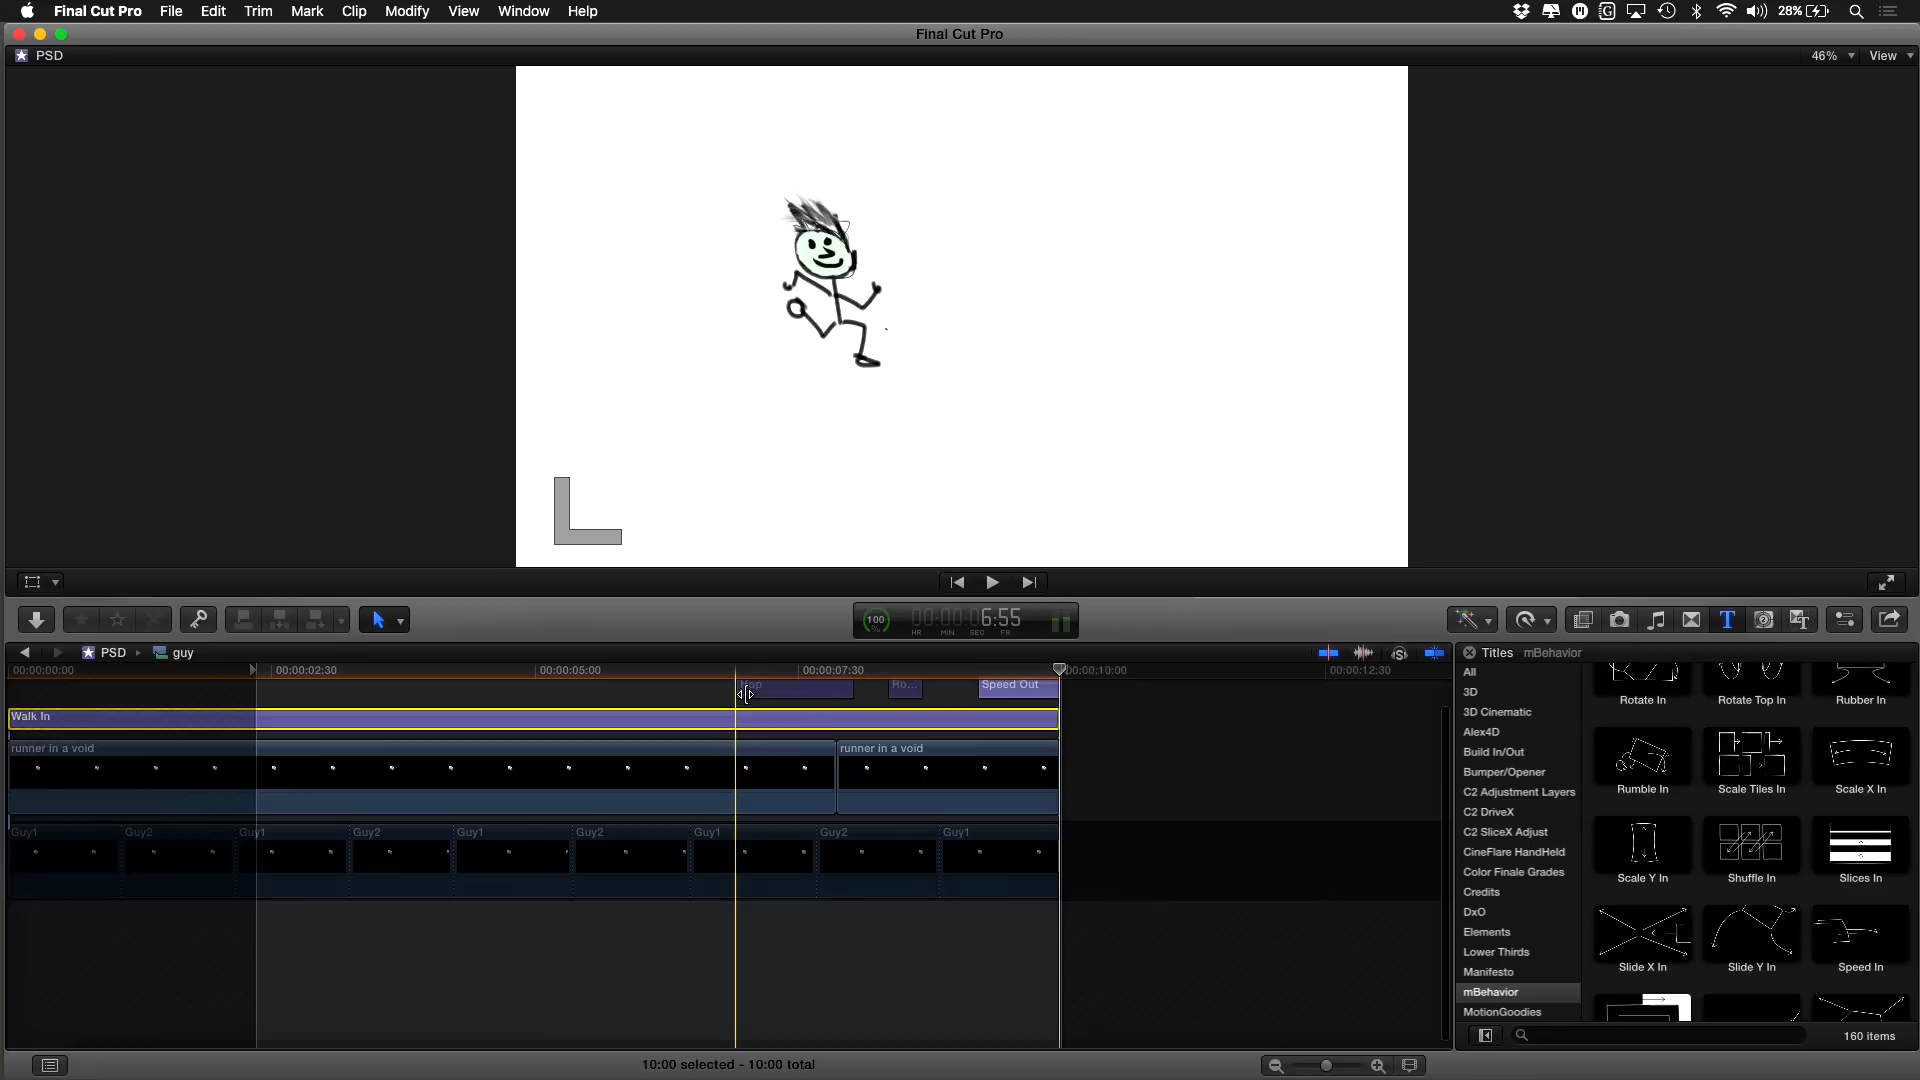 Final Cut Pro File Edit Trim Mark Clip Modify View Window Help 28%
Final Cut Pro
PSD 46% View
100 % 00:00:06:55
HR MIN SEC FR
PSD guy Titles mBehavior
00:00:00:00 00:00:02:30 00:00:05:00 00:00:07:30 00:00:10:00 00:00:12:30
Hop Ro... Speed Out
Walk In
runner in a void runner in a void
Guy1 Guy2 Guy1 Guy2 Guy1 Guy2 Guy1 Guy2 Guy1
All
3D
3D Cinematic
Alex4D
Build In/Out
Bumper/Opener
C2 Adjustment Layers
C2 DriveX
C2 SliceX Adjust
CineFlare HandHeld
Color Finale Grades
Credits
DxO
Elements
Lower Thirds
Manifesto
mBehavior
MotionGoodies
Rotate In Rotate Top In Rubber In
Rumble In Scale Tiles In Scale X In
Scale Y In Shuffle In Slices In
Slide X In Slide Y In Speed In
160 items
10:00 selected - 10:00 total